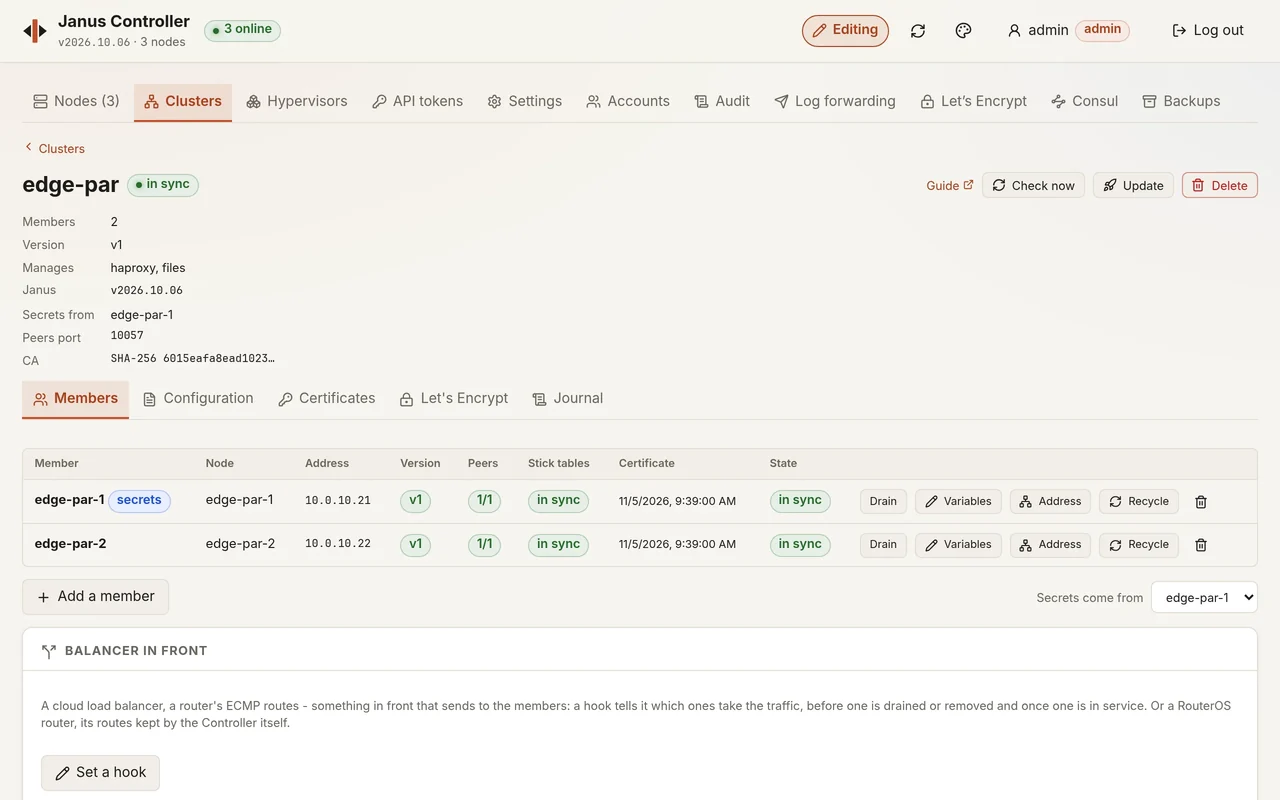 Janus Controller
v2026.10.06 · 3 nodes
3 online
Editing
admin
admin
Log out
Nodes (3)
Clusters
Hypervisors
API tokens
Settings
Accounts
Audit
Log forwarding
Let's Encrypt
Consul
Backups
Clusters
edge-par
in sync
Guide
Check now
Update
Delete
Members 2
Version v1
Manages haproxy, files
Janus v2026.10.06
Secrets from edge-par-1
Peers port 10057
CA SHA-256 6015eafa8ead1023…
Members
Configuration
Certificates
Let's Encrypt
Journal
Member Node Address Version Peers Stick tables Certificate State
edge-par-1 secrets edge-par-1 10.0.10.21 v1 1/1 in sync 11/5/2026, 9:39:00 AM in sync Drain Variables Address Recycle
edge-par-2 edge-par-2 10.0.10.22 v1 1/1 in sync 11/5/2026, 9:39:00 AM in sync Drain Variables Address Recycle
Add a member
Secrets come from edge-par-1
BALANCER IN FRONT
A cloud load balancer, a router's ECMP routes - something in front that sends to the members: a hook tells it which ones take the traffic, before one is drained or removed and once one is in service. Or a RouterOS
router, its routes kept by the Controller itself.
Set a hook